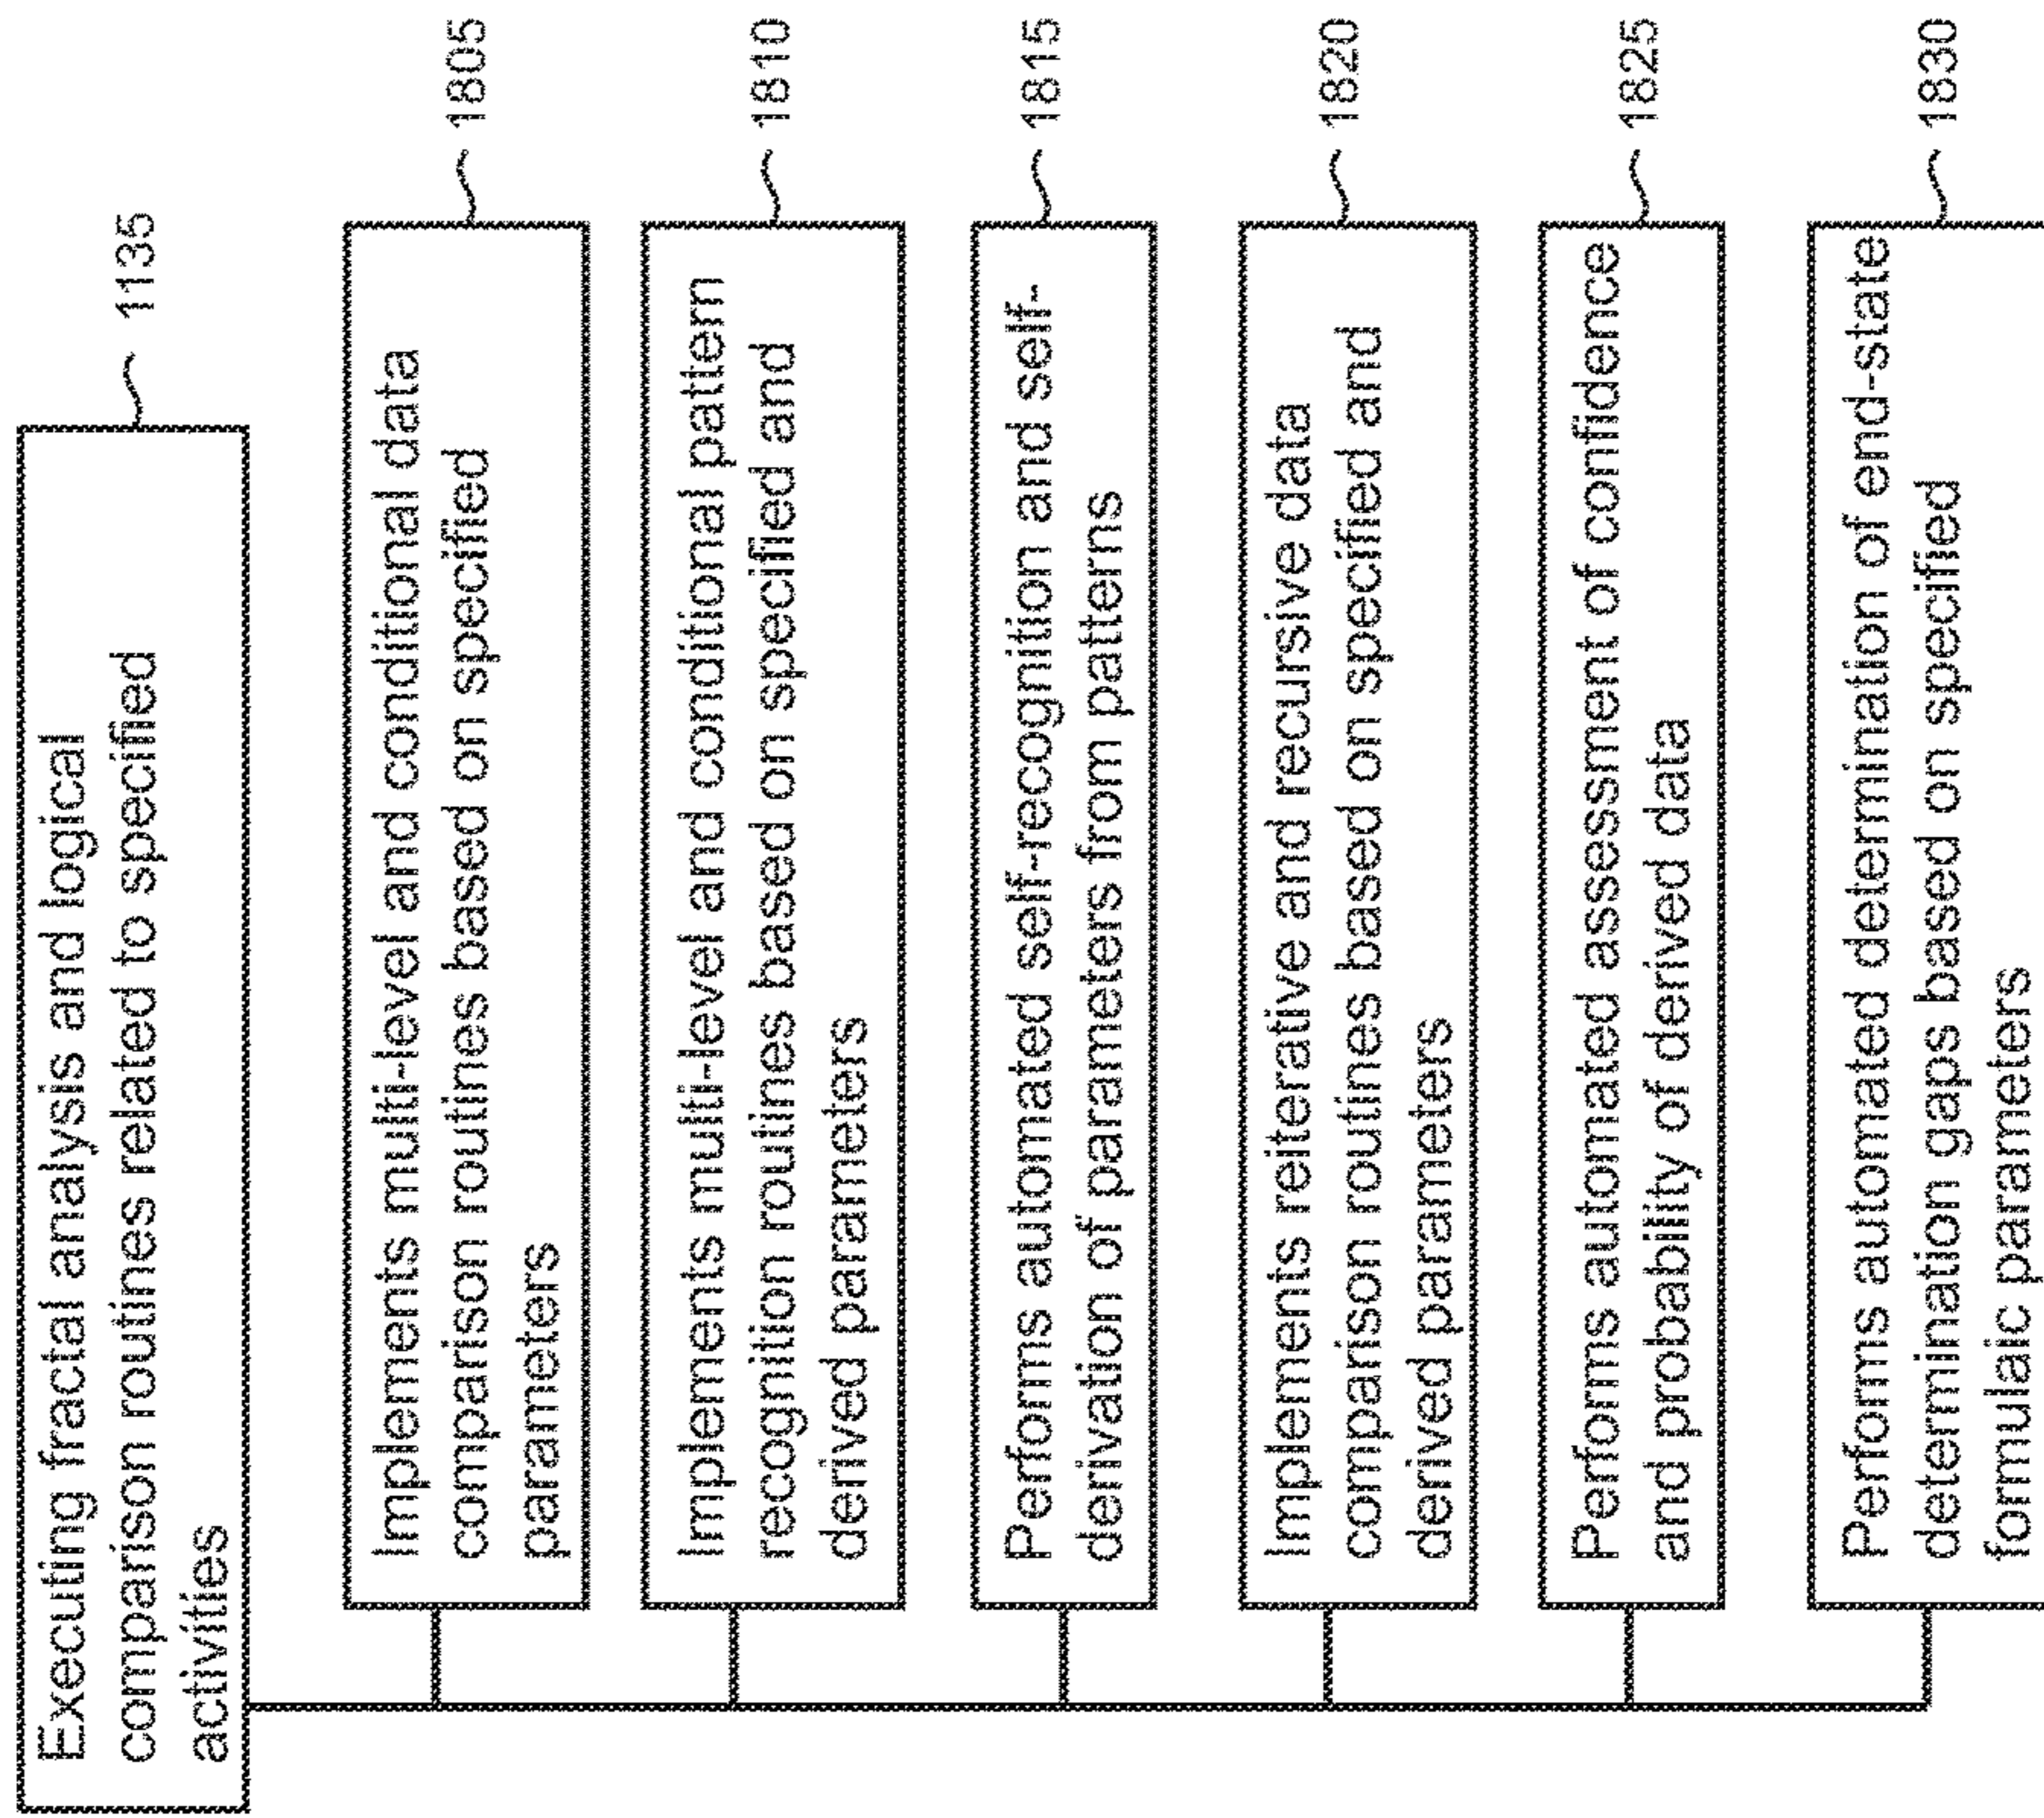 Executing fractal analysis and logical
comparison routines related to specified
activities
1135
Implements multi-level and conditional data
comparison routines based on specified
parameters
1805
Implements multi-level and conditional pattern
recognition routines based on specified and
derived parameters
1810
Performs automated self-recognition and self-
derivation of parameters from patterns
1815
Implements reiterative and recursive data
comparison routines based on specified and
derived parameters
1820
Performs automated assessment of confidence
and probability of derived data
1825
Performs automated determination of end-state
determination gaps based on specified
formulaic parameters
1830